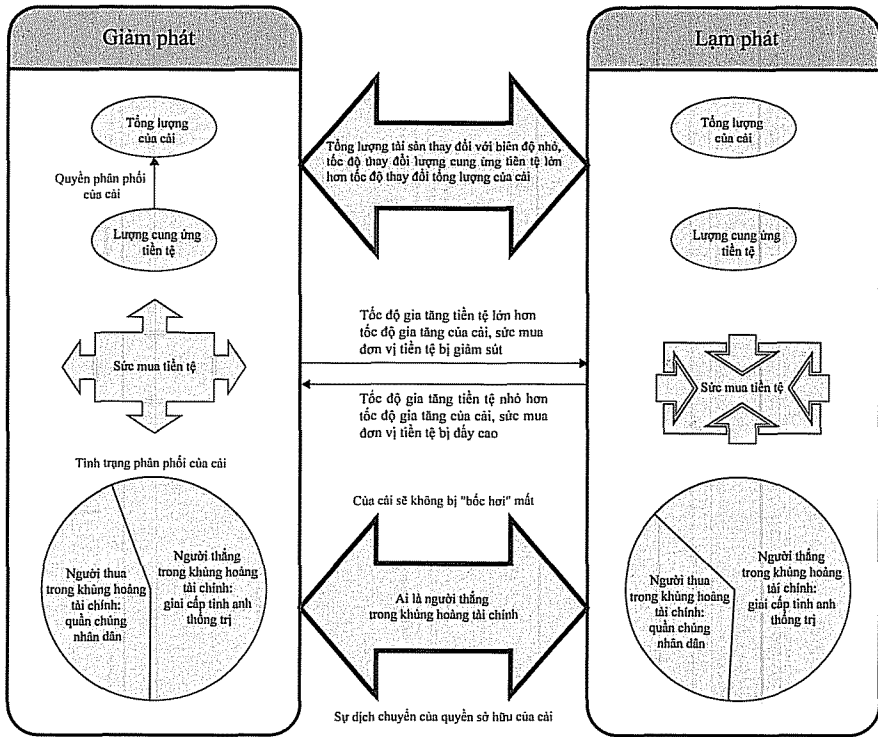 Giảm phát
Tổng lượng
của cải
Quyền phân phối
của cải
Lượng cung ứng
tiền tệ
Sức mua tiền tệ
Tình trạng phân phối của cải
Người thua
trong khủng hoảng
tài chính:
quần chúng
nhân dân
Người thắng
trong khủng hoảng
tài chính:
giai cấp tinh anh
thống trị
Tổng lượng tài sản thay đổi với biên độ nhỏ,
tốc độ thay đổi lượng cung ứng tiền tệ lớn
hơn tốc độ thay đổi tổng lượng của cải
Tốc độ gia tăng tiền tệ lớn hơn
tốc độ gia tăng của cải, sức mua
đơn vị tiền tệ bị giảm sút
Tốc độ gia tăng tiền tệ nhỏ hơn
tốc độ gia tăng của cải, sức mua
đơn vị tiền tệ bị đẩy cao
Của cải sẽ không bị "bốc hơi" mất
Ai là người thắng
trong khủng hoảng tài chính
Sự dịch chuyển của quyền sở hữu của cải
Lạm phát
Tổng lượng
của cải
Lượng cung ứng
tiền tệ
Sức mua tiền tệ
Người thua
trong khủng hoảng
tài chính:
quần chúng
nhân dân
Người thắng
trong khủng hoảng
tài chính:
giai cấp tinh anh
thống trị